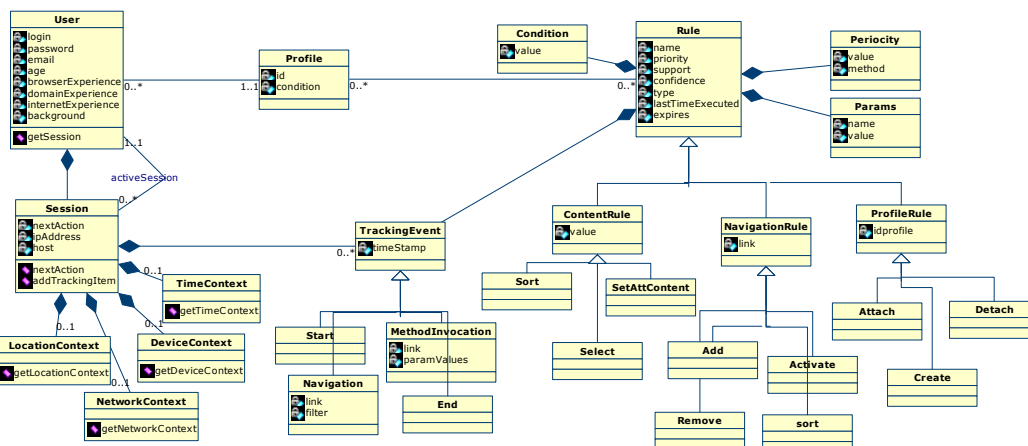 User
login
password
email
age
browserExperience
domainExperience
internetExperience
background
getSession
0..*
1..1
Profile
id
condition
0..*
0..*
Condition
value
Rule
name
priority
support
confidence
type
lastTimeExecuted
expires
Periocity
value
method
Params
name
value
1..1
activeSession
0..*
Session
nextAction
ipAddress
host
nextAction
addTrackingItem
0..*
TrackingEvent
timeStamp
ContentRule
value
NavigationRule
link
ProfileRule
idprofile
0..1
TimeContext
getTimeContext
0..1
LocationContext
getLocationContext
0..1
DeviceContext
getDeviceContext
0..1
NetworkContext
getNetworkContext
Start
MethodInvocation
link
paramValues
Navigation
link
filter
End
Sort
SetAttContent
Select
Add
Activate
Remove
sort
Attach
Detach
Create